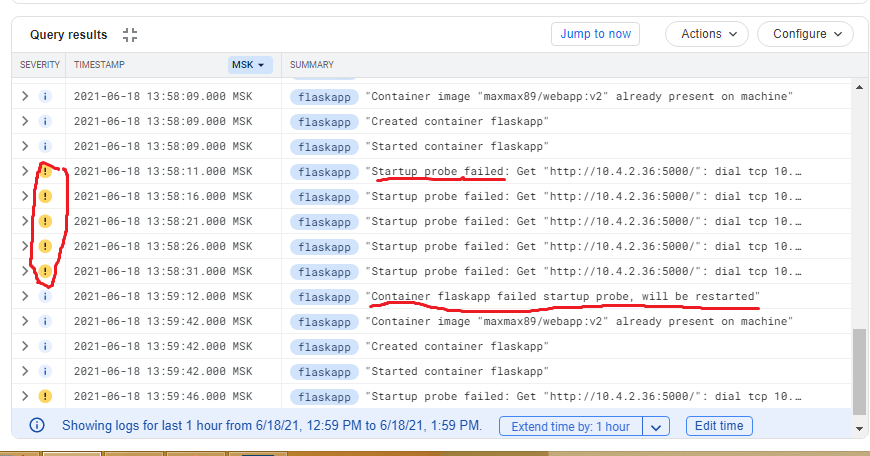 Query results Jump to now Actions Configure
SEVERITY TIMESTAMP MSK SUMMARY
2021-06-18 13:58:09.000 MSK flaskapp "Container image "maxmax89/webapp:v2" already present on machine"
2021-06-18 13:58:09.000 MSK flaskapp "Created container flaskapp"
2021-06-18 13:58:09.000 MSK flaskapp "Started container flaskapp"
2021-06-18 13:58:11.000 MSK flaskapp "Startup probe failed: Get "http://10.4.2.36:5000/": dial tcp 10.…
2021-06-18 13:58:16.000 MSK flaskapp "Startup probe failed: Get "http://10.4.2.36:5000/": dial tcp 10.…
2021-06-18 13:58:21.000 MSK flaskapp "Startup probe failed: Get "http://10.4.2.36:5000/": dial tcp 10.…
2021-06-18 13:58:26.000 MSK flaskapp "Startup probe failed: Get "http://10.4.2.36:5000/": dial tcp 10.…
2021-06-18 13:58:31.000 MSK flaskapp "Startup probe failed: Get "http://10.4.2.36:5000/": dial tcp 10.…
2021-06-18 13:59:12.000 MSK flaskapp "Container flaskapp failed startup probe, will be restarted"
2021-06-18 13:59:42.000 MSK flaskapp "Container image "maxmax89/webapp:v2" already present on machine"
2021-06-18 13:59:42.000 MSK flaskapp "Created container flaskapp"
2021-06-18 13:59:42.000 MSK flaskapp "Started container flaskapp"
2021-06-18 13:59:46.000 MSK flaskapp "Startup probe failed: Get "http://10.4.2.36:5000/": dial tcp 10.…
Showing logs for last 1 hour from 6/18/21, 12:59 PM to 6/18/21, 1:59 PM. Extend time by: 1 hour Edit time